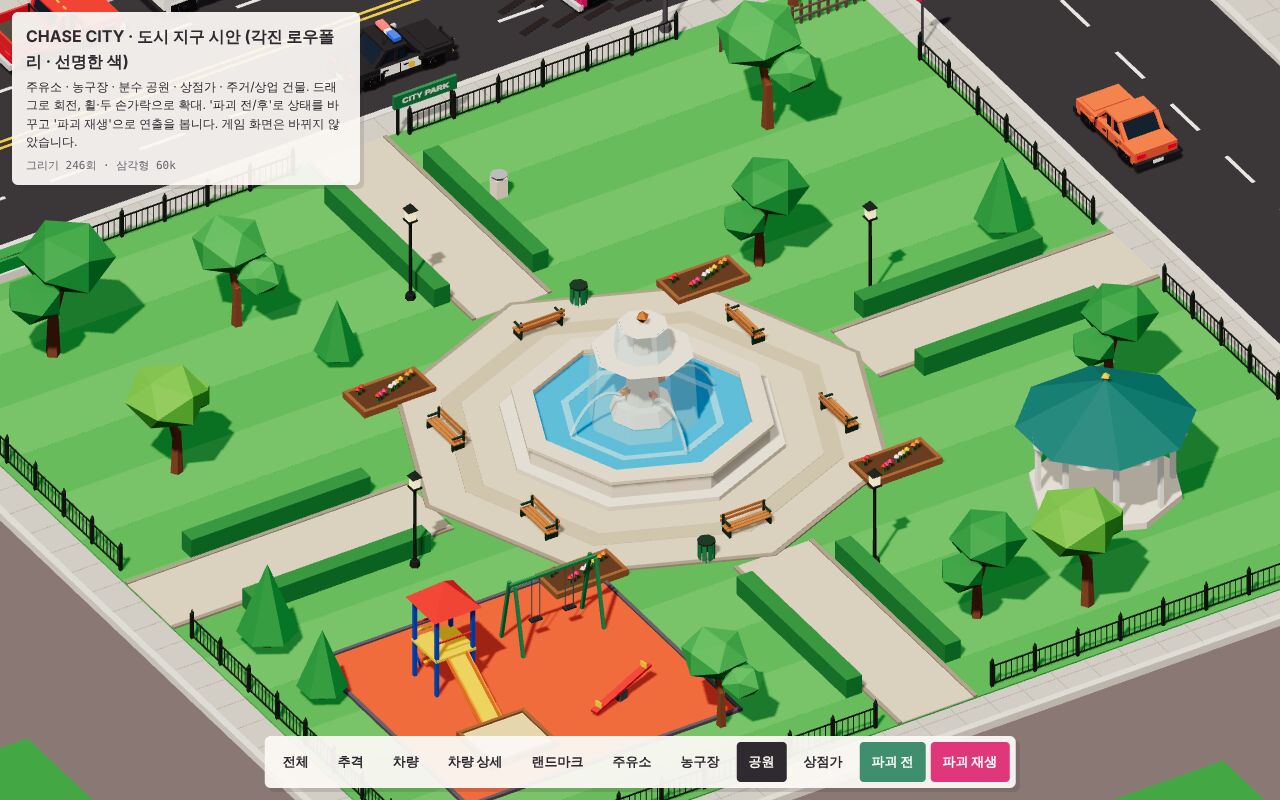 CHASE CITY · 도시 지구 시안 (각진 로우폴
리 · 선명한 색)
주유소 · 농구장 · 분수 공원 · 상점가 · 주거/상업 건물. 드래
그로 회전, 휠·두 손가락으로 확대. '파괴 전/후'로 상태를 바
꾸고 '파괴 재생'으로 연출을 봅니다. 게임 화면은 바뀌지 않
았습니다.
그리기 246회 · 삼각형 60k
CITY PARK
전체 추격 차량 차량 상세 랜드마크 주유소 농구장 공원 상점가 파괴 전 파괴 재생